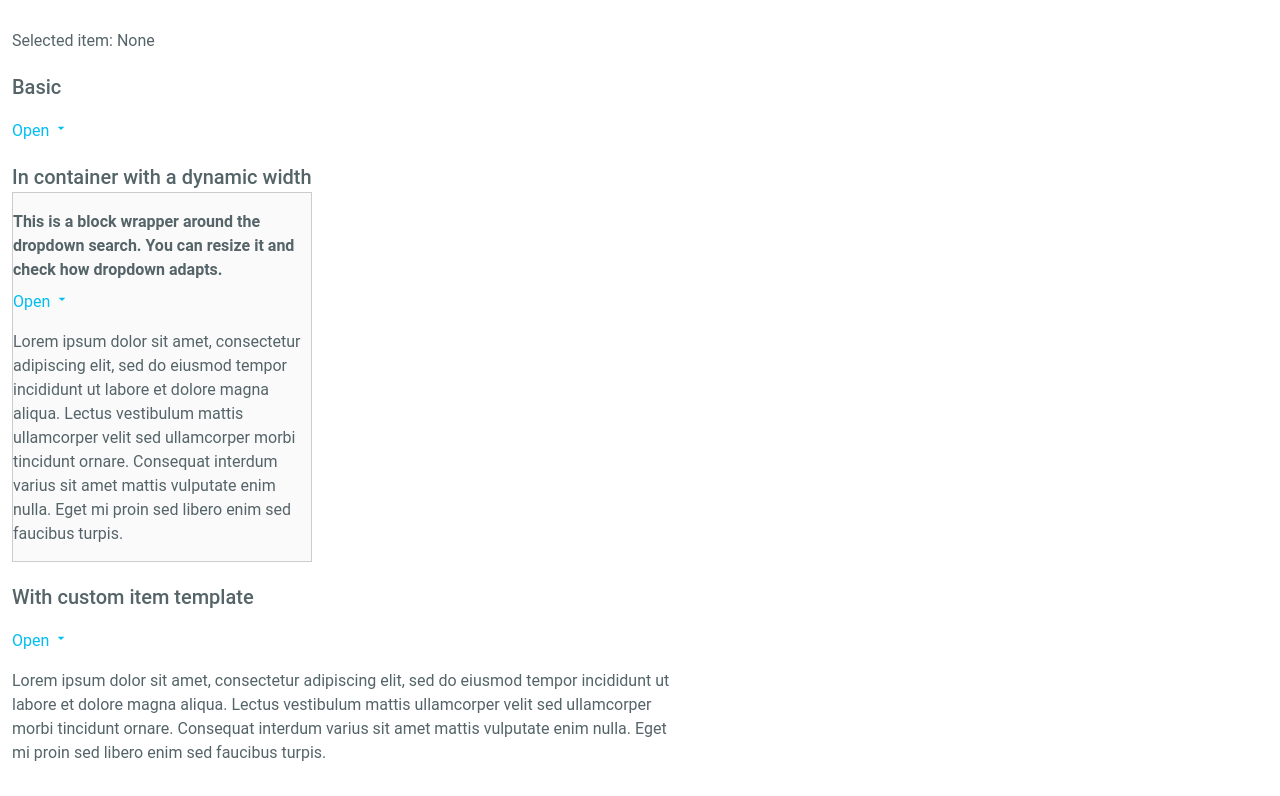 Selected item: None
Basic
Open
In container with a dynamic width
This is a block wrapper around the
dropdown search. You can resize it and
check how dropdown adapts.
Open
Lorem ipsum dolor sit amet, consectetur
adipiscing elit, sed do eiusmod tempor
incididunt ut labore et dolore magna
aliqua. Lectus vestibulum mattis
ullamcorper velit sed ullamcorper morbi
tincidunt ornare. Consequat interdum
varius sit amet mattis vulputate enim
nulla. Eget mi proin sed libero enim sed
faucibus turpis.
With custom item template
Open
Lorem ipsum dolor sit amet, consectetur adipiscing elit, sed do eiusmod tempor incididunt ut
labore et dolore magna aliqua. Lectus vestibulum mattis ullamcorper velit sed ullamcorper
morbi tincidunt ornare. Consequat interdum varius sit amet mattis vulputate enim nulla. Eget
mi proin sed libero enim sed faucibus turpis.